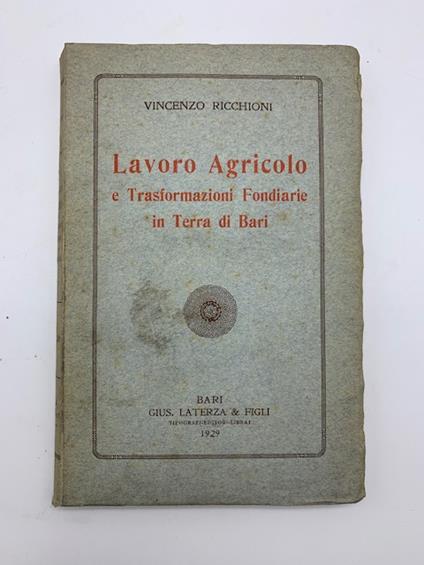 VINCENZO RICCHIONI
Lavoro Agricolo
e Trasformazioni Fondiarie
in Terra di Bari
BARI
GIUS. LATERZA & FIGLI
TIPOGRAFI-EDITORI-LIBRAI
1929